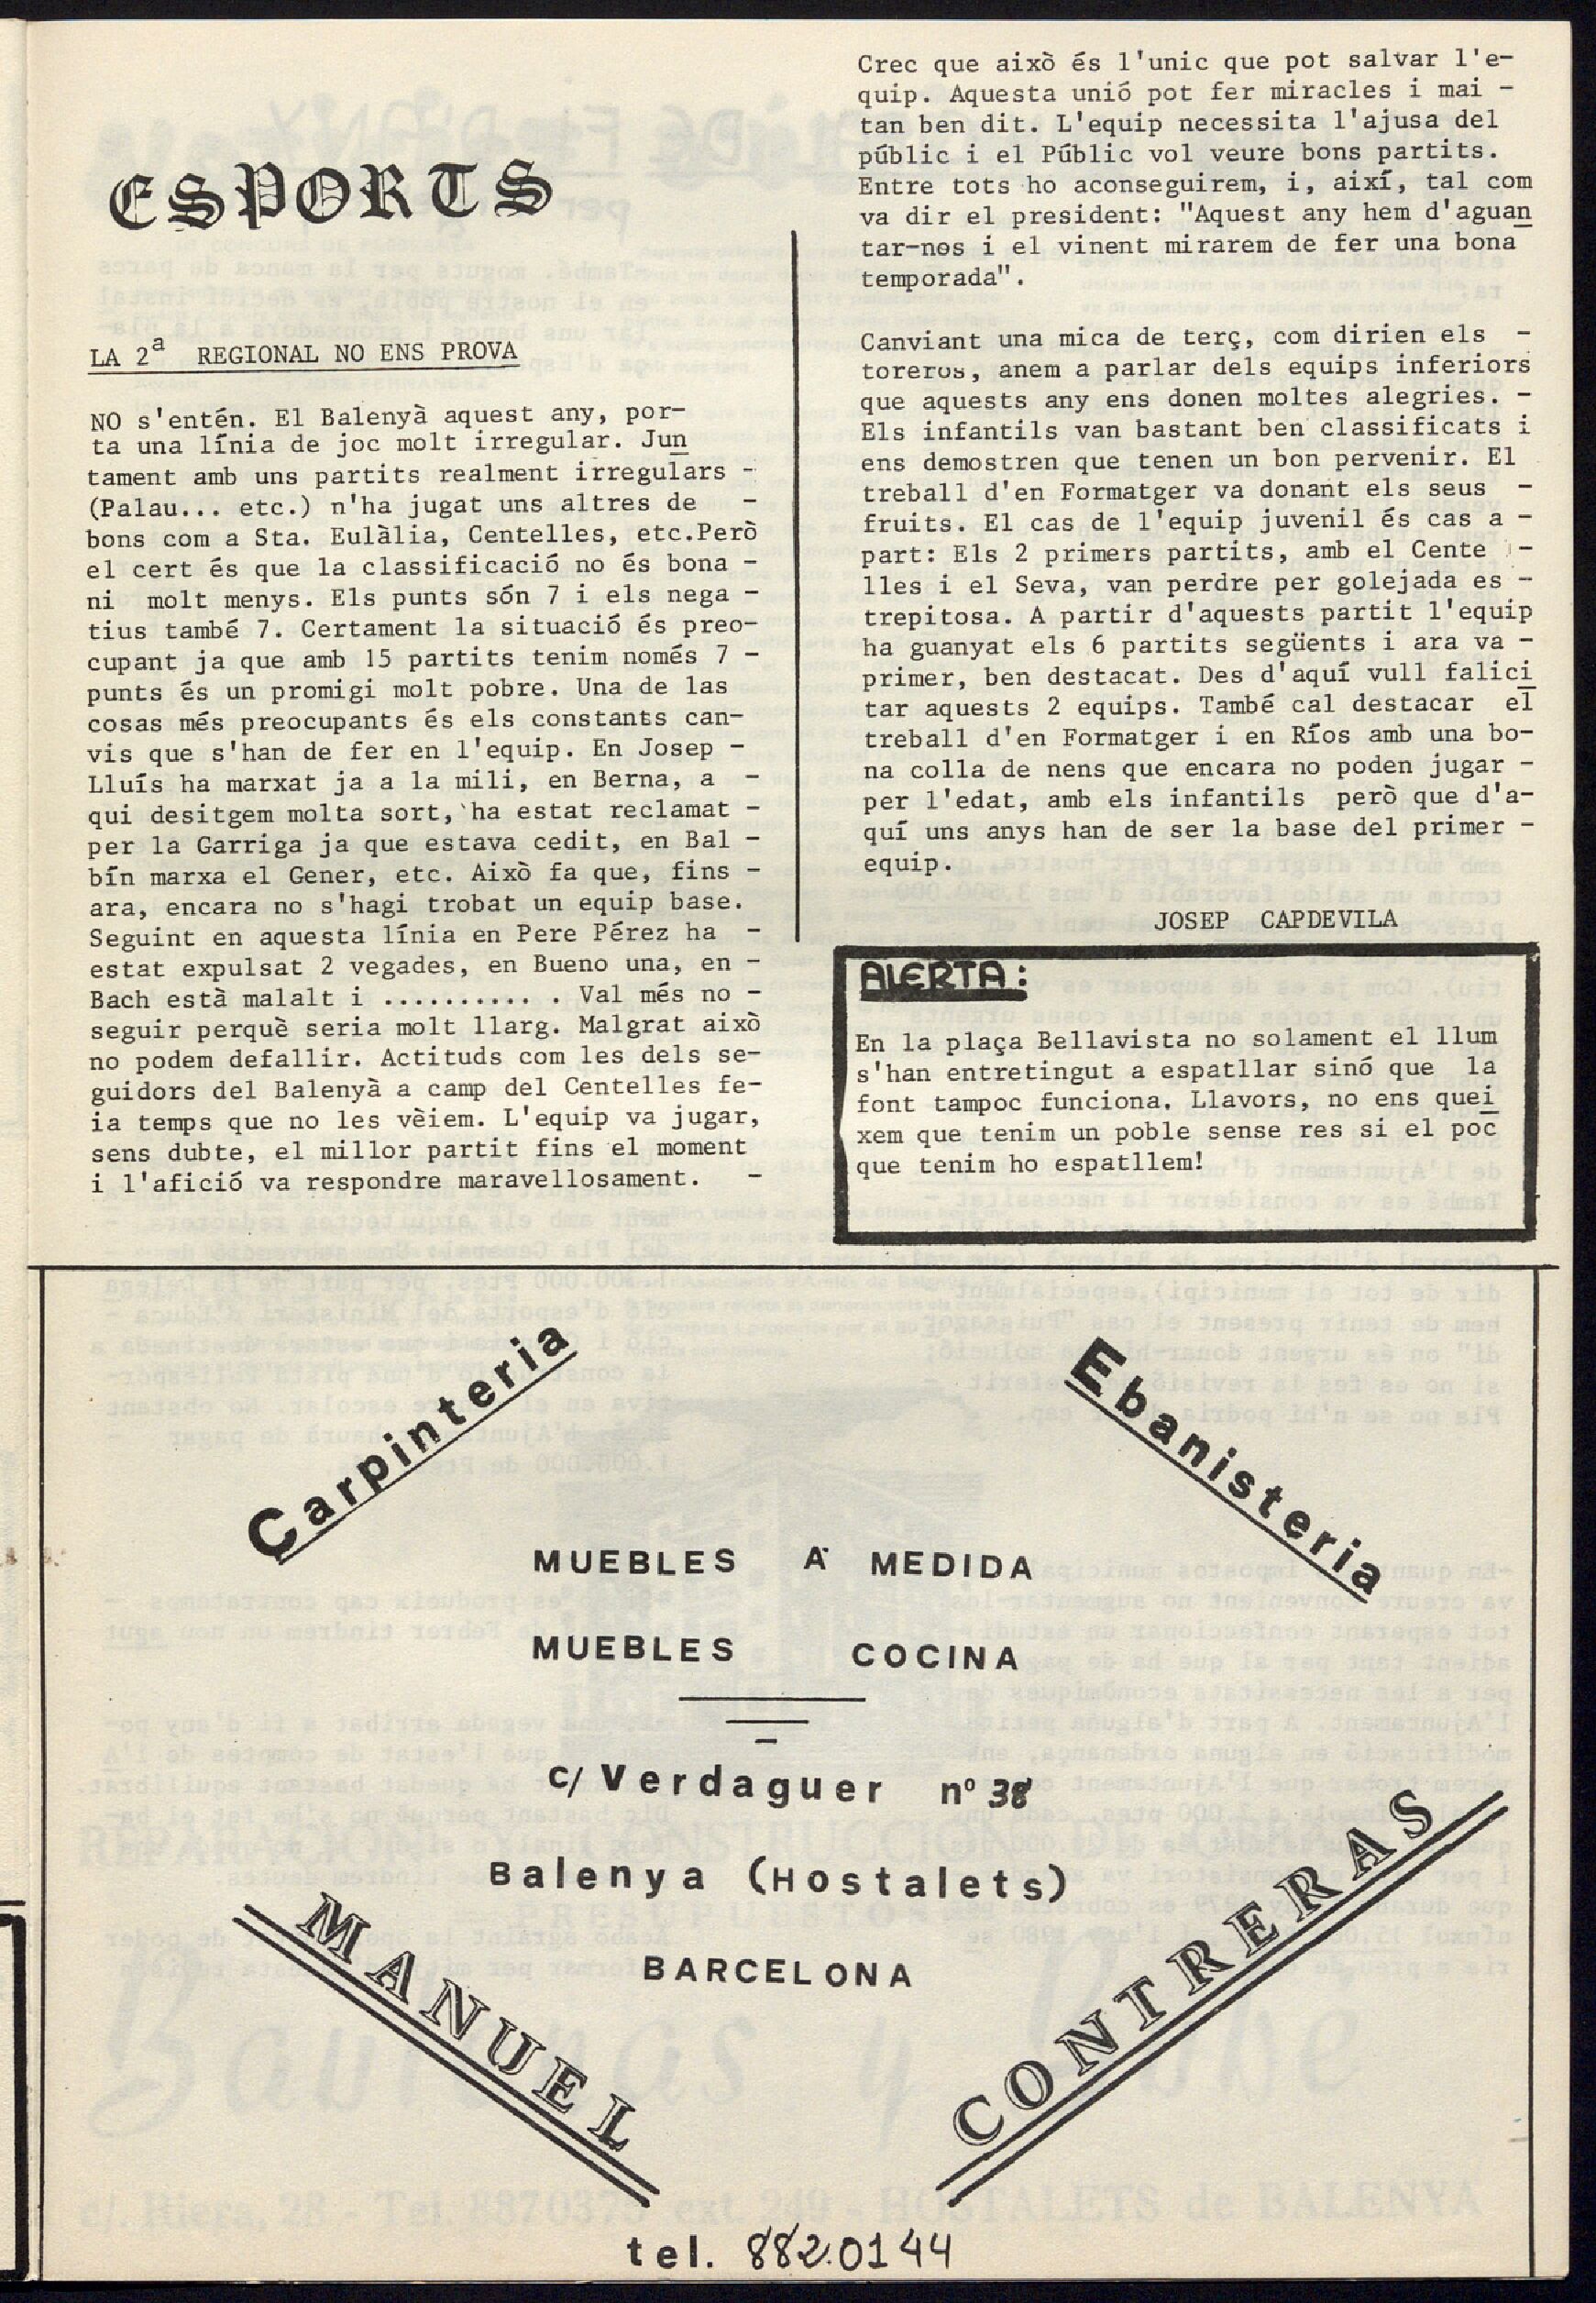 ESPORTS
LA 2a REGIONAL NO ENS PROVA
NO s'entén. El Balenyà aquest any, por-
ta una línia de joc molt irregular. Jun
tament amb uns partits realment irregulars -
(Palau... etc.) n'ha jugat uns altres de -
bons com a Sta. Eulàlia, Centelles, etc.Però
el cert és que la classificació no és bona -
ni molt menys. Els punts són 7 i els nega -
tius també 7. Certament la situació és preo-
cupant ja que amb 15 partits tenim només 7 -
punts és un promigi molt pobre. Una de las
cosas més preocupants és els constants can-
vis que s'han de fer en l'equip. En Josep -
Lluís ha marxat ja a la mili, en Berna, a -
qui desitgem molta sort, ha estat reclamat -
per la Garriga ja que estava cedit, en Bal -
bín marxa el Gener, etc. Això fa que, fins -
ara, encara no s'hagi trobat un equip base.
Seguint en aquesta línia en Pere Pérez ha -
estat expulsat 2 vegades, en Bueno una, en -
Bach està malalt i .......... . Val més no -
seguir perquè seria molt llarg. Malgrat això
no podem defallir. Actituds com les dels se-
guidors del Balenyà a camp del Centelles fe-
ia temps que no les vèiem. L'equip va jugar,
sens dubte, el millor partit fins el moment
i l'afició va respondre maravellosament. -
Crec que això és l'unic que pot salvar l'e-
quip. Aquesta unió pot fer miracles i mai -
tan ben dit. L'equip necessita l'ajusa del
públic i el Públic vol veure bons partits.
Entre tots ho aconseguirem, i, així, tal com
va dir el president: "Aquest any hem d'aguan
tar-nos i el vinent mirarem de fer una bona
temporada".
Canviant una mica de terç, com dirien els -
toreros, anem a parlar dels equips inferiors
que aquests any ens donen moltes alegries. -
Els infantils van bastant ben classificats i
ens demostren que tenen un bon pervenir. El
treball d'en Formatger va donant els seus -
fruits. El cas de l'equip juvenil és cas a -
part: Els 2 primers partits, amb el Cente -
lles i el Seva, van perdre per golejada es -
trepitosa. A partir d'aquests partit l'equip
ha guanyat els 6 partits següents i ara va -
primer, ben destacat. Des d'aquí vull falici
tar aquests 2 equips. També cal destacar el
treball d'en Formatger i en Ríos amb una bo-
na colla de nens que encara no poden jugar -
per l'edat, amb els infantils però que d'a-
quí uns anys han de ser la base del primer -
equip.
JOSEP CAPDEVILA
ALERTA:
En la plaça Bellavista no solament el llum
s'han entretingut a espatllar sinó que la
font tampoc funciona. Llavors, no ens quei
xem que tenim un poble sense res si el poc
que tenim ho espatllem!
Carpinteria
Ebanisteria
MUEBLES A MEDIDA
MUEBLES COCINA
c/ Verdaguer nº 38
Balenya (Hostalets)
BARCELONA
MANUEL
CONTRERAS
tel. 882.0144